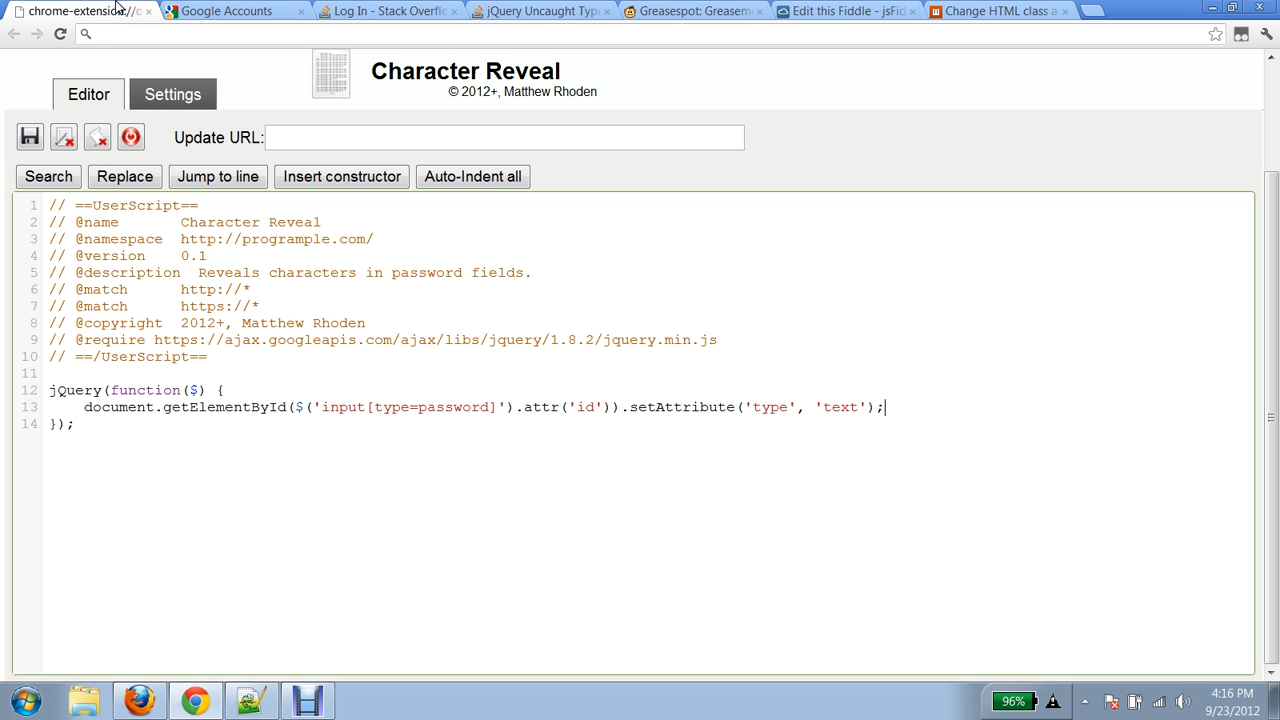 chrome-extension://c
Google Accounts
Log In - Stack Overflo
jQuery Uncaught Type
Greasespot: Greasem
Edit this Fiddle - jsFid
Change HTML class a
Editor
Settings
Character Reveal
© 2012+, Matthew Rhoden
Update URL:
Search
Replace
Jump to line
Insert constructor
Auto-Indent all
1 // ==UserScript==
2 // @name Character Reveal
3 // @namespace http://prograмple.com/
4 // @version 0.1
5 // @description Reveals characters in password fields.
6 // @match http://*
7 // @match https://*
8 // @copyright 2012+, Matthew Rhoden
9 // @require https://ajax.googleapis.com/ajax/libs/jquery/1.8.2/jquery.min.js
10 // ==/UserScript==
11
12 jQuery(function($) {
13 document.getElementById($('input[type=password]').attr('id')).setAttribute('type', 'text');
14 });
96%
4:16 PM
9/23/2012